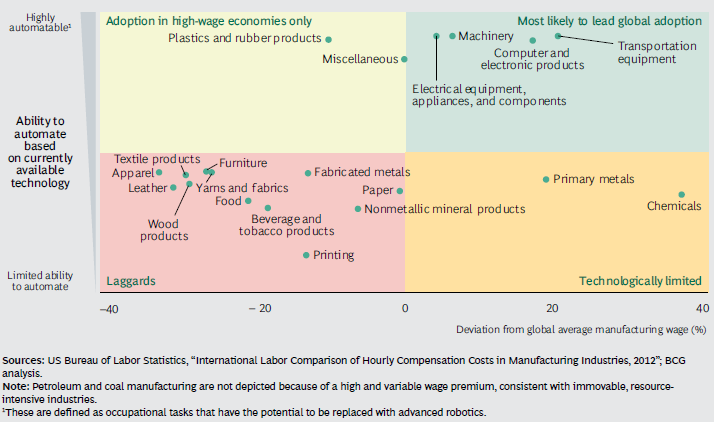 Highly
automatable¹
Adoption in high-wage economies only
Most likely to lead global adoption
Plastics and rubber products
Machinery
Miscellaneous
Computer and
electronic products
Transportation
equipment
Electrical equipment,
appliances, and components
Ability to
automate
based
on currently
available
technology
Textile products
Furniture
Apparel
Fabricated metals
Primary metals
Leather
Yarns and fabrics
Paper
Food
Chemicals
Beverage and
tobacco products
Nonmetallic mineral products
Wood
products
Printing
Limited ability
to automate
Laggards
Technologically limited
–40
– 20
0
20
40
Deviation from global average manufacturing wage (%)
Sources: US Bureau of Labor Statistics, “International Labor Comparison of Hourly Compensation Costs in Manufacturing Industries, 2012”; BCG
analysis.
Note: Petroleum and coal manufacturing are not depicted because of a high and variable wage premium, consistent with immovable, resource-
intensive industries.
¹These are defined as occupational tasks that have the potential to be replaced with advanced robotics.